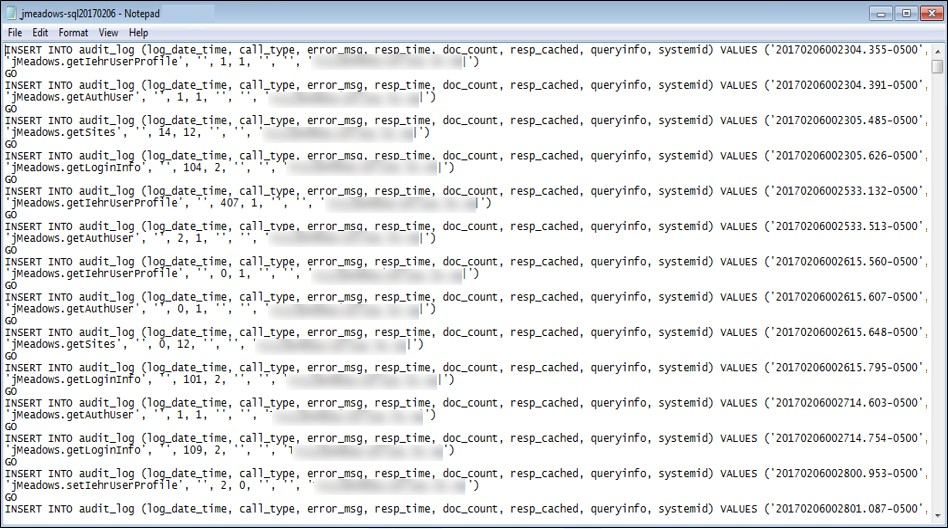 _jmeadows-sql20170206 - Notepad
File Edit Format View Help
INSERT INTO audit_log (log_date_time, call_type, error_msg, resp_time, doc_count, resp_cached, queryinfo, systemid) VALUES ('20170206002304.355-0500',
'jMeadows.getIehrUserProfile', '', 1, 1, '', '', ' |')
GO
INSERT INTO audit_log (log_date_time, call_type, error_msg, resp_time, doc_count, resp_cached, queryinfo, systemid) VALUES ('20170206002304.391-0500',
'jMeadows.getAuthUser', '', 1, 1, '', '', ' |')
GO
INSERT INTO audit_log (log_date_time, call_type, error_msg, resp_time, doc_count, resp_cached, queryinfo, systemid) VALUES ('20170206002305.485-0500',
'jMeadows.getSites', '', 14, 12, '', '', ' |')
GO
INSERT INTO audit_log (log_date_time, call_type, error_msg, resp_time, doc_count, resp_cached, queryinfo, systemid) VALUES ('20170206002305.626-0500',
'jMeadows.getLoginInfo', '', 104, 2, '', '', ' |')
GO
INSERT INTO audit_log (log_date_time, call_type, error_msg, resp_time, doc_count, resp_cached, queryinfo, systemid) VALUES ('20170206002533.132-0500',
'jMeadows.getIehrUserProfile', '', 407, 1, '', '', ' |')
GO
INSERT INTO audit_log (log_date_time, call_type, error_msg, resp_time, doc_count, resp_cached, queryinfo, systemid) VALUES ('20170206002533.513-0500',
'jMeadows.getAuthUser', '', 2, 1, '', '', ' |')
GO
INSERT INTO audit_log (log_date_time, call_type, error_msg, resp_time, doc_count, resp_cached, queryinfo, systemid) VALUES ('20170206002615.560-0500',
'jMeadows.getIehrUserProfile', '', 0, 1, '', '', ' |')
GO
INSERT INTO audit_log (log_date_time, call_type, error_msg, resp_time, doc_count, resp_cached, queryinfo, systemid) VALUES ('20170206002615.607-0500',
'jMeadows.getAuthUser', '', 0, 1, '', '', ' |')
GO
INSERT INTO audit_log (log_date_time, call_type, error_msg, resp_time, doc_count, resp_cached, queryinfo, systemid) VALUES ('20170206002615.648-0500',
'jMeadows.getSites', '', 0, 12, '', '', ' |')
GO
INSERT INTO audit_log (log_date_time, call_type, error_msg, resp_time, doc_count, resp_cached, queryinfo, systemid) VALUES ('20170206002615.795-0500',
'jMeadows.getLoginInfo', '', 101, 2, '', '', ' |')
GO
INSERT INTO audit_log (log_date_time, call_type, error_msg, resp_time, doc_count, resp_cached, queryinfo, systemid) VALUES ('20170206002714.603-0500',
'jMeadows.getAuthUser', '', 1, 1, '', '', ' ')
GO
INSERT INTO audit_log (log_date_time, call_type, error_msg, resp_time, doc_count, resp_cached, queryinfo, systemid) VALUES ('20170206002714.754-0500',
'jMeadows.getLoginInfo', '', 109, 2, '', '', ' ')
GO
INSERT INTO audit_log (log_date_time, call_type, error_msg, resp_time, doc_count, resp_cached, queryinfo, systemid) VALUES ('20170206002800.953-0500',
'jMeadows.setIehrUserProfile', '', 2, 0, '', '', ' ')
GO
INSERT INTO audit_log (log_date_time, call_type, error_msg, resp_time, doc_count, resp_cached, queryinfo, systemid) VALUES ('20170206002801.087-0500',